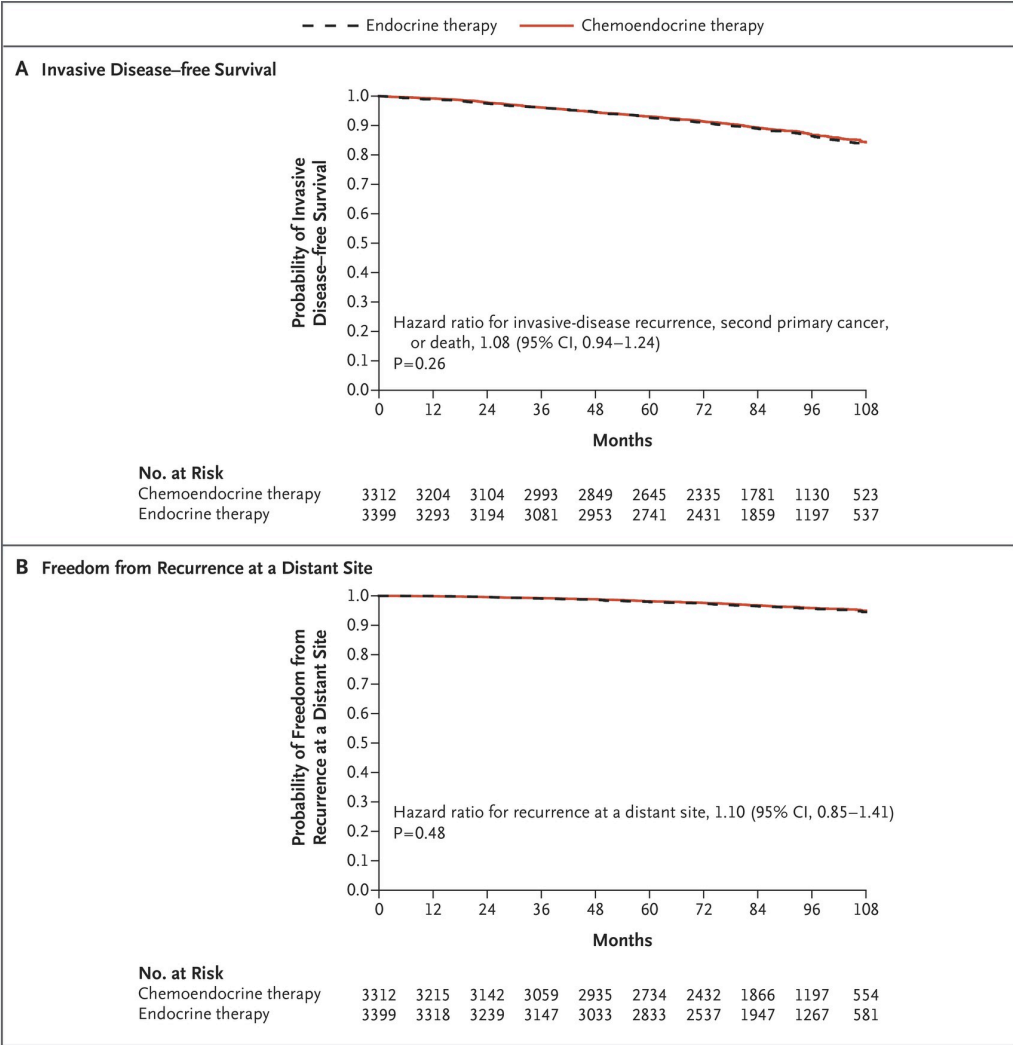 Endocrine therapy Chemoendocrine therapy
A Invasive Disease–free Survival
Probability of Invasive
Disease–free Survival
1.0
0.9
0.8
0.7
0.6
0.5
0.4
0.3
0.2
0.1
0.0
Hazard ratio for invasive-disease recurrence, second primary cancer,
or death, 1.08 (95% CI, 0.94–1.24)
P=0.26
0 12 24 36 48 60 72 84 96 108
Months
No. at Risk
Chemoendocrine therapy 3312 3204 3104 2993 2849 2645 2335 1781 1130 523
Endocrine therapy 3399 3293 3194 3081 2953 2741 2431 1859 1197 537
B Freedom from Recurrence at a Distant Site
Probability of Freedom from
Recurrence at a Distant Site
1.0
0.9
0.8
0.7
0.6
0.5
0.4
0.3
0.2
0.1
0.0
Hazard ratio for recurrence at a distant site, 1.10 (95% CI, 0.85–1.41)
P=0.48
0 12 24 36 48 60 72 84 96 108
Months
No. at Risk
Chemoendocrine therapy 3312 3215 3142 3059 2935 2734 2432 1866 1197 554
Endocrine therapy 3399 3318 3239 3147 3033 2833 2537 1947 1267 581